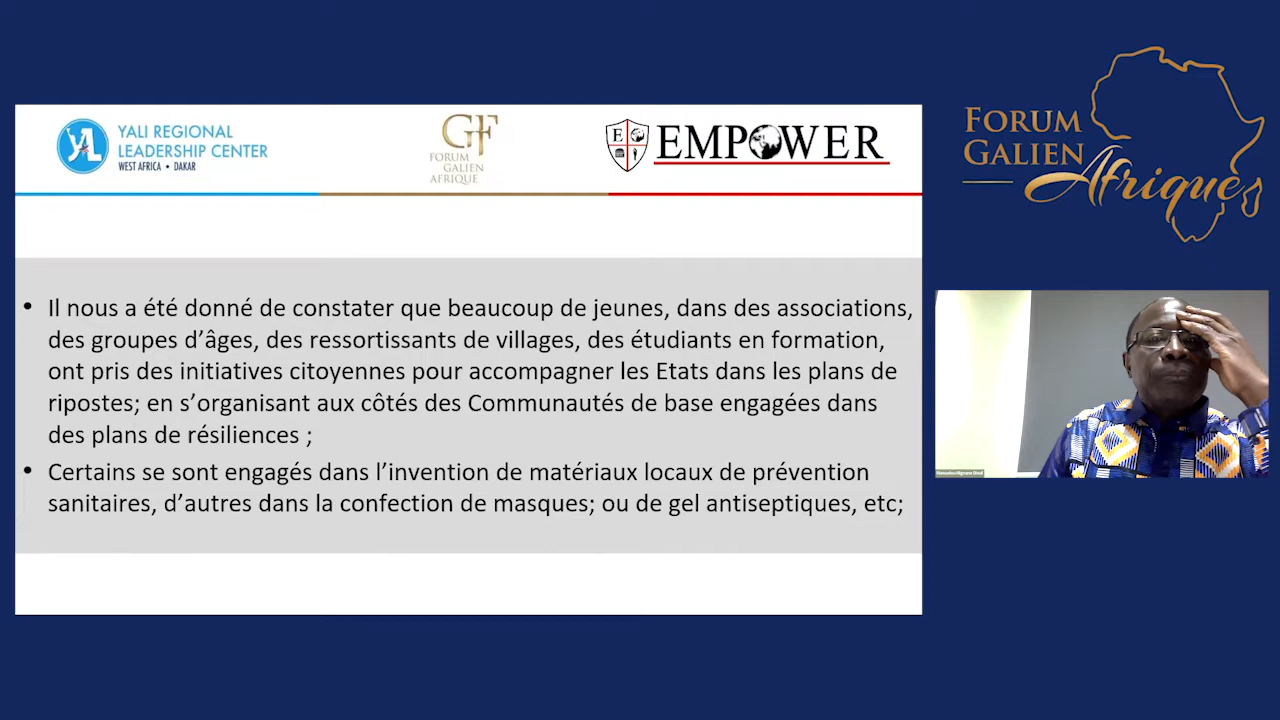 YALI REGIONAL
LEADERSHIP CENTER
WEST AFRICA • DAKAR
GF
FORUM
GALIEN
AFRIQUE
E
EMPOWER
FORUM
GALIEN
Afrique
• Il nous a été donné de constater que beaucoup de jeunes, dans des associations,
des groupes d’âges, des ressortissants de villages, des étudiants en formation,
ont pris des initiatives citoyennes pour accompagner les Etats dans les plans de
ripostes; en s’organisant aux côtés des Communautés de base engagées dans
des plans de résiliences ;
• Certains se sont engagés dans l’invention de matériaux locaux de prévention
sanitaires, d’autres dans la confection de masques; ou de gel antiseptiques, etc;